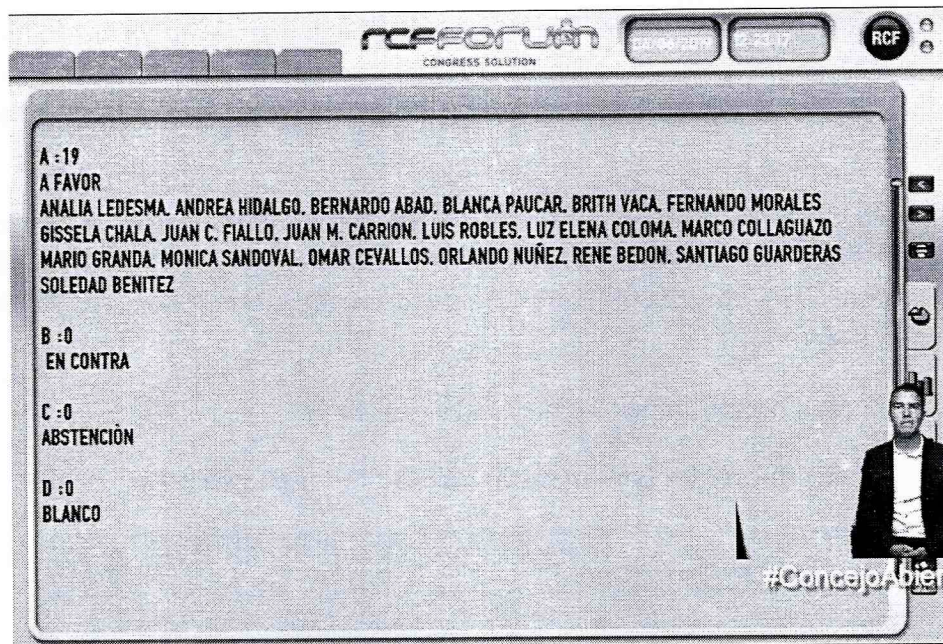 RCF FORUM
CONGRESS SOLUTION
RCF
A :19
A FAVOR
ANALIA LEDESMA. ANDREA HIDALGO. BERNARDO ABAD. BLANCA PAUCAR. BRITH VACA. FERNANDO MORALES
GISSELA CHALA. JUAN C. FIALLO. JUAN M. CARRION. LUIS ROBLES. LUZ ELENA COLOMA. MARCO COLLAGUAZO
MARIO GRANDA. MONICA SANDOVAL. OMAR CEVALLOS. ORLANDO NUÑEZ. RENE BEDON. SANTIAGO GUARDERAS
SOLEDAD BENITEZ
B :0
EN CONTRA
C :0
ABSTENCIÒN
D :0
BLANCO
#ConcejoAbier